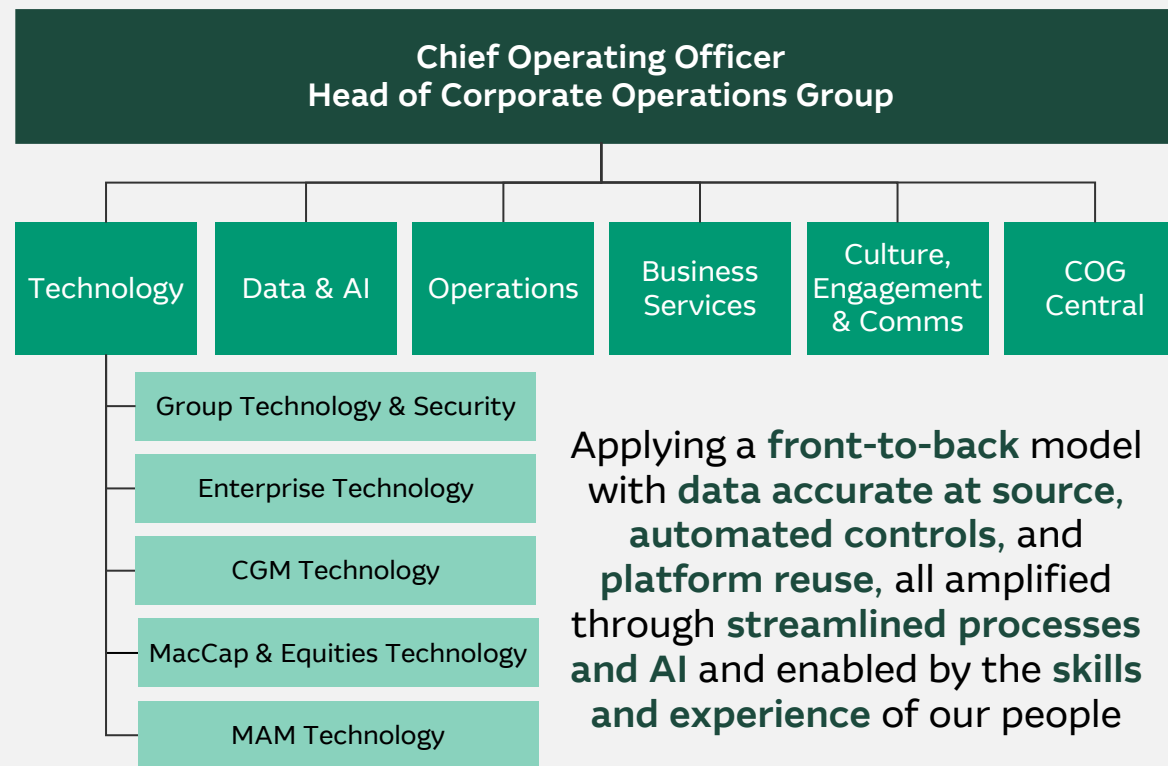 Chief Operating Officer
Head of Corporate Operations Group
Technology
Data & AI
Operations
Business
Services
Culture,
Engagement
& Comms
COG
Central
Group Technology & Security
Enterprise Technology
CGM Technology
MacCap & Equities Technology
MAM Technology
Applying a front-to-back model
with data accurate at source,
automated controls, and
platform reuse, all amplified
through streamlined processes
and AI and enabled by the skills
and experience of our people